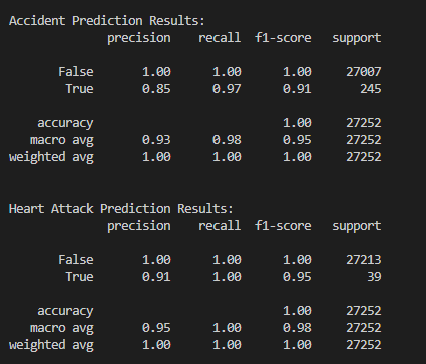 Accident Prediction Results:
precision recall f1-score support
False 1.00 1.00 1.00 27007
True 0.85 0.97 0.91 245
accuracy 1.00 27252
macro avg 0.93 0.98 0.95 27252
weighted avg 1.00 1.00 1.00 27252
Heart Attack Prediction Results:
precision recall f1-score support
False 1.00 1.00 1.00 27213
True 0.91 1.00 0.95 39
accuracy 1.00 27252
macro avg 0.95 1.00 0.98 27252
weighted avg 1.00 1.00 1.00 27252